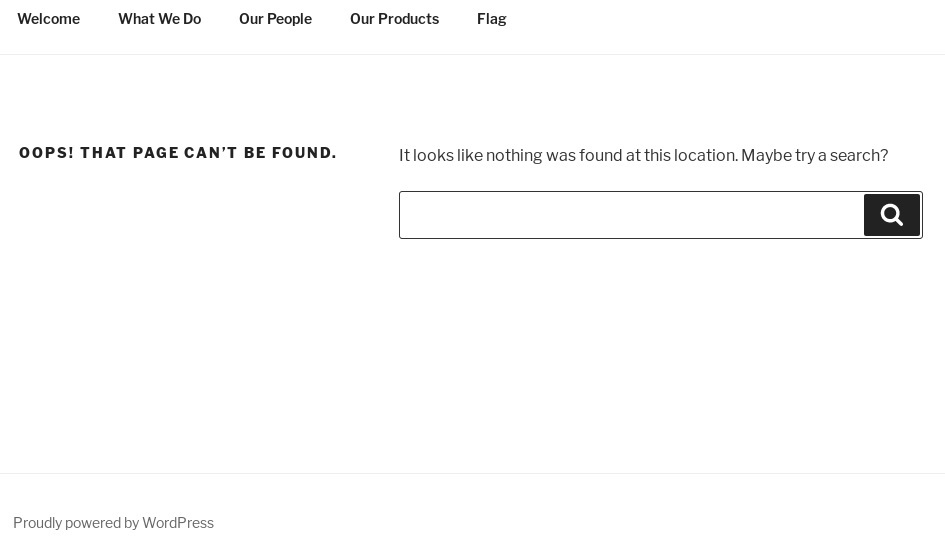 Welcome What We Do Our People Our Products Flag
OOPS! THAT PAGE CAN’T BE FOUND.
It looks like nothing was found at this location. Maybe try a search?
Proudly powered by WordPress